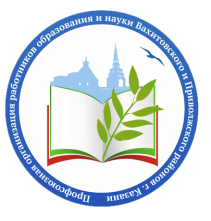 Профсоюзная организация работников образования и науки Вахитовского и Приволжского районов г. Казани